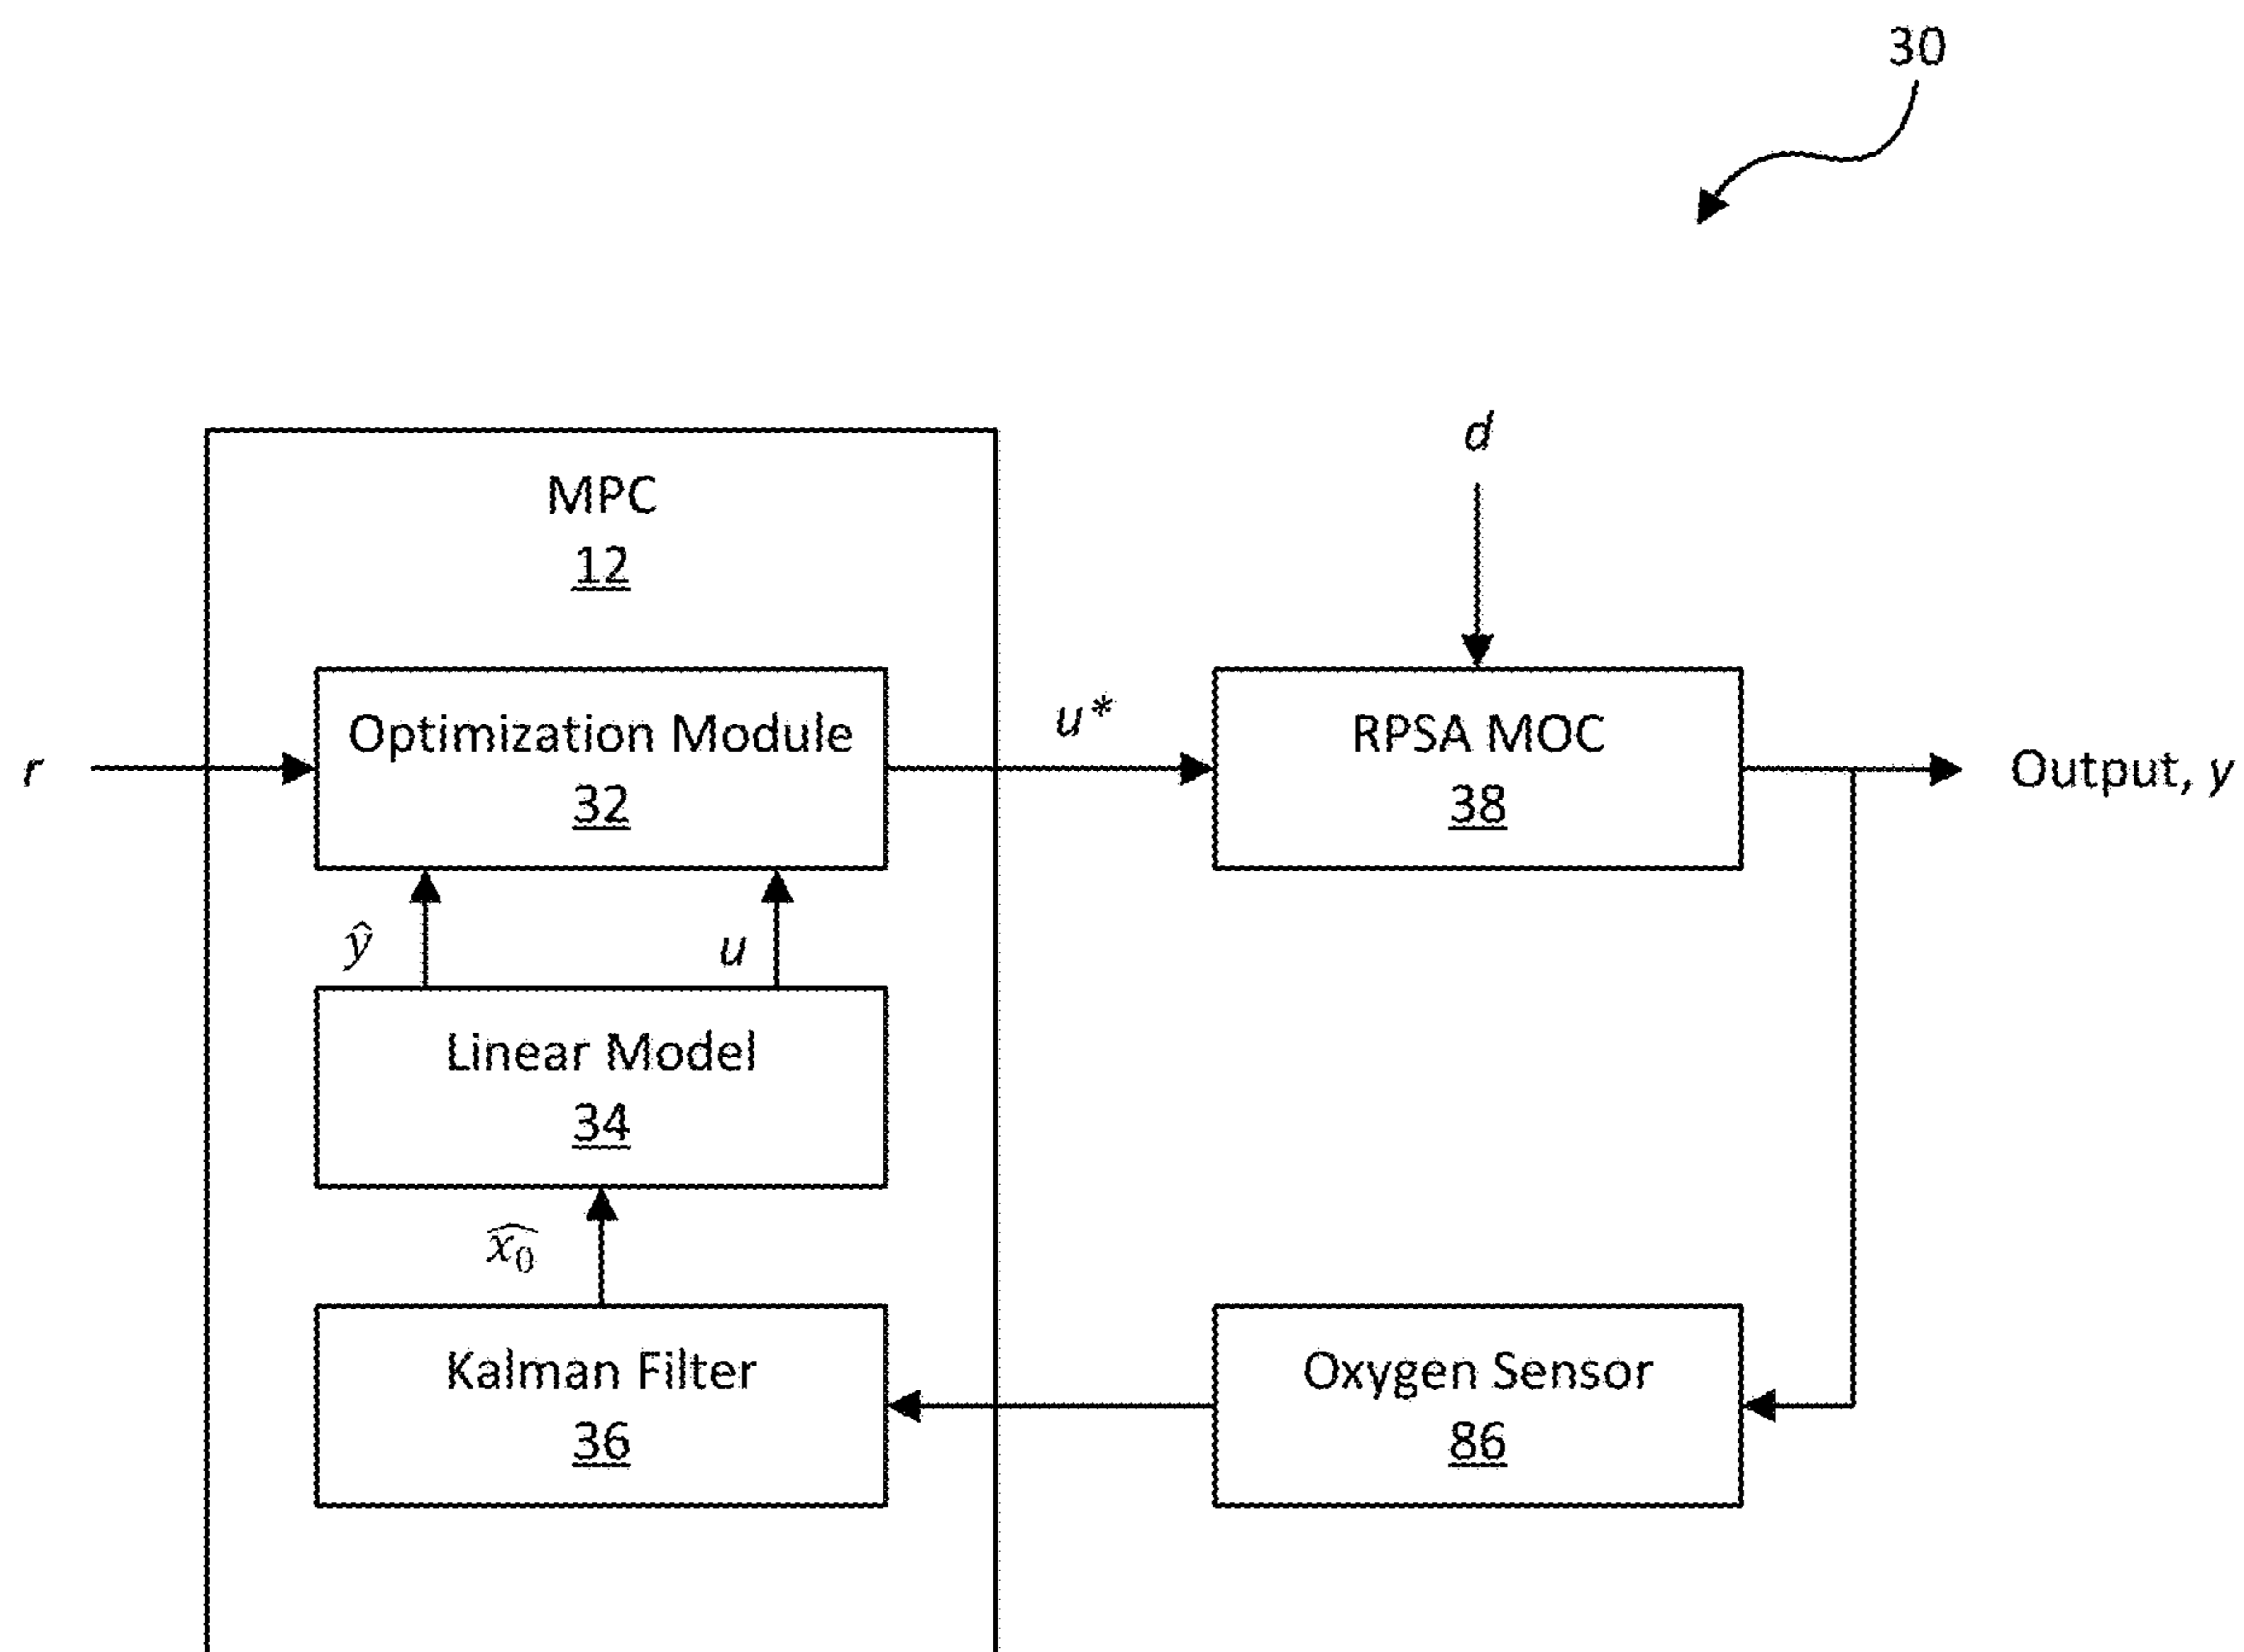 30
MPC
12
d
r
Optimization Module
32
u*
RPSA MOC
38
Output, y
ŷ
u
Linear Model
34
x̂₀
Kalman Filter
36
Oxygen Sensor
86